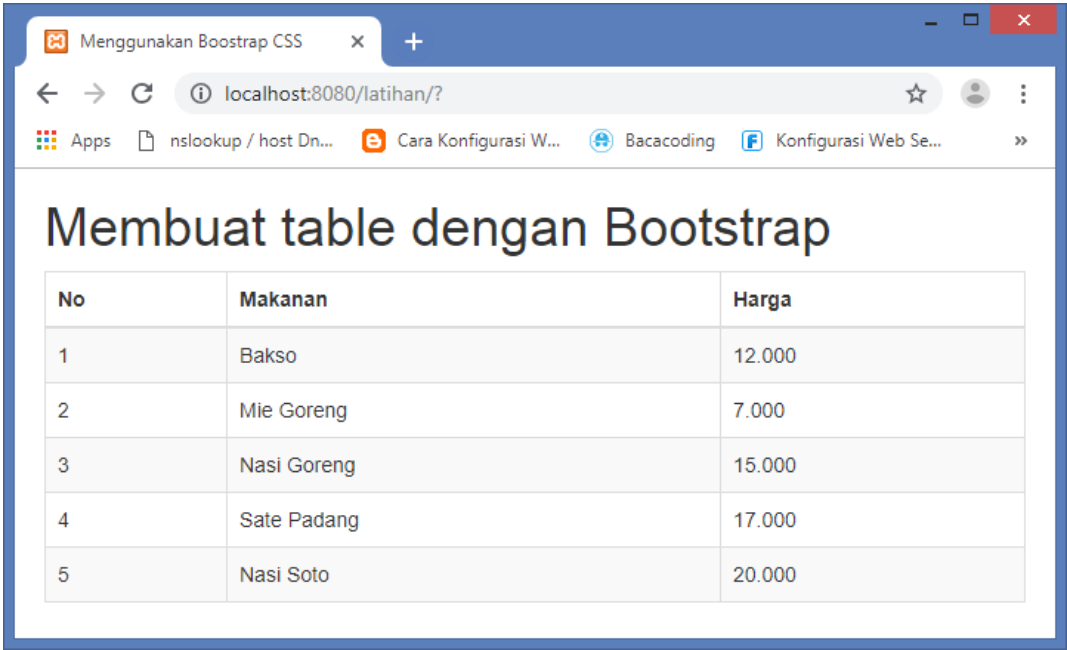 Menggunakan Boostrap CSS
localhost:8080/latihan/?
Apps nslookup / host Dn... Cara Konfigurasi W... Bacacoding Konfigurasi Web Se... »
Membuat table dengan Bootstrap
No Makanan Harga
1 Bakso 12.000
2 Mie Goreng 7.000
3 Nasi Goreng 15.000
4 Sate Padang 17.000
5 Nasi Soto 20.000